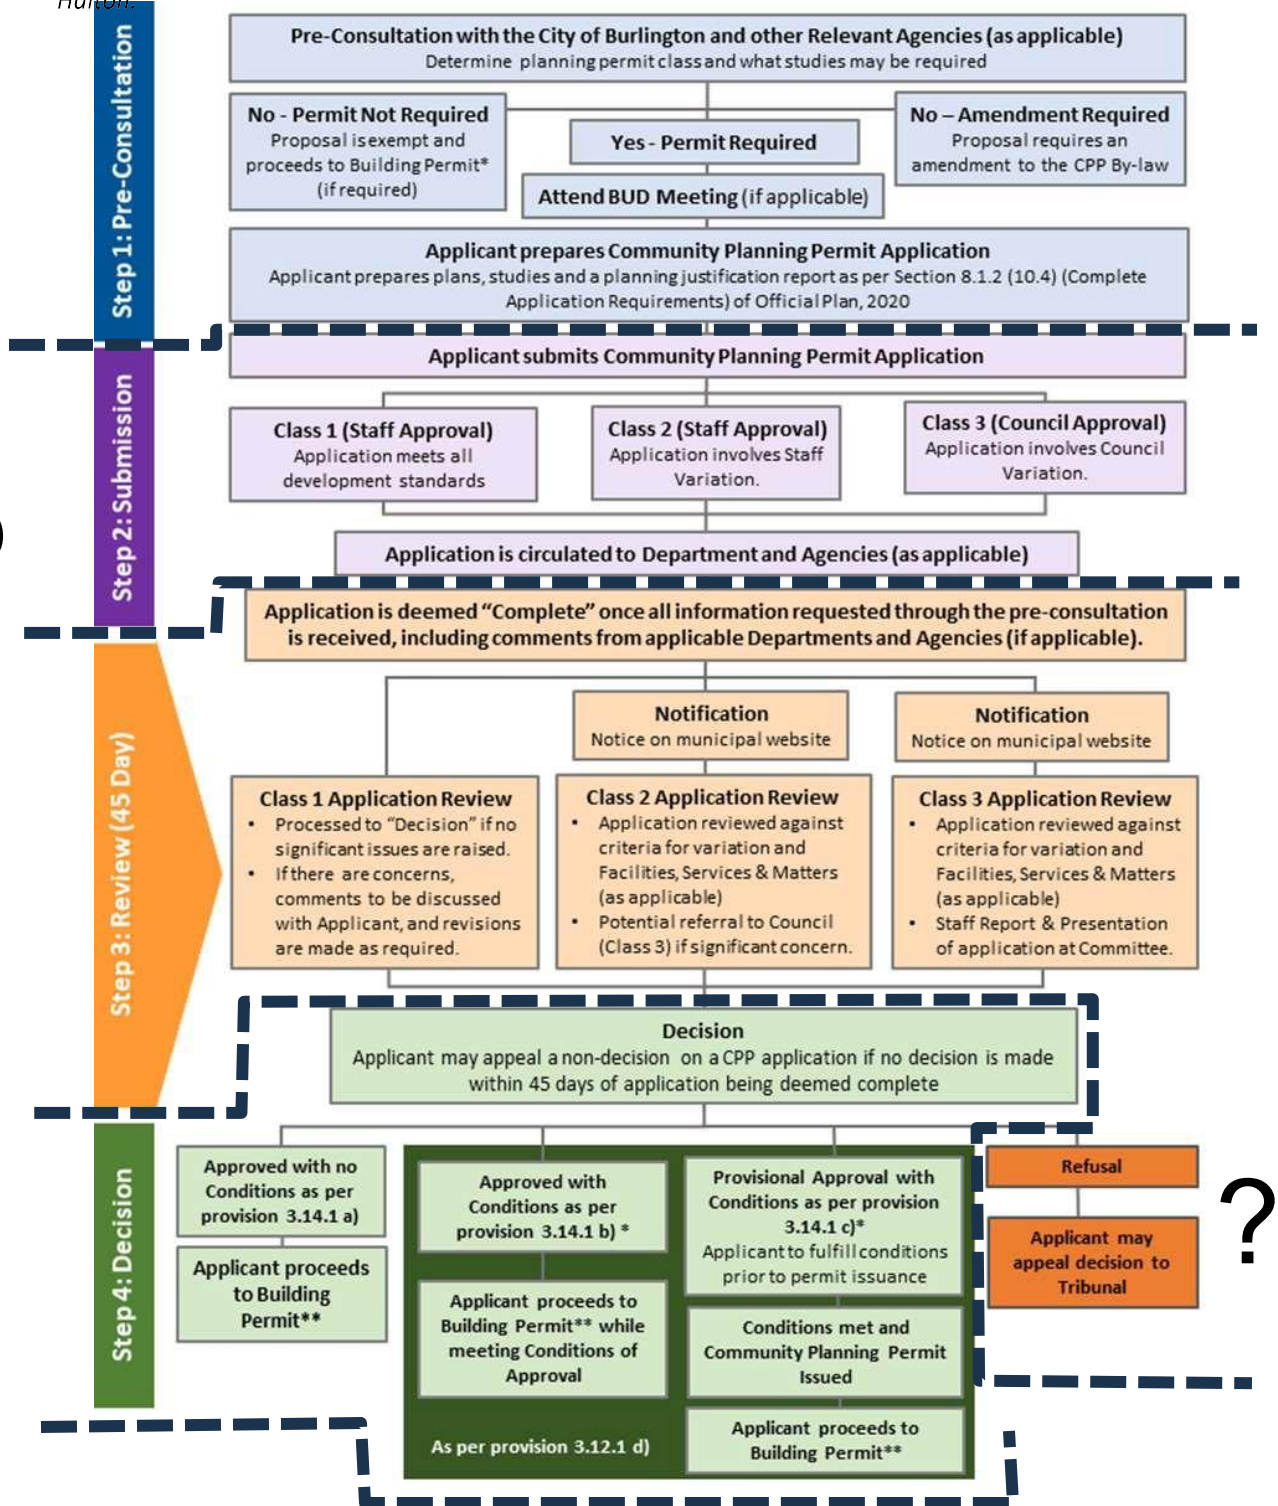 Hulton.
Step 1: Pre-Consultation
Pre-Consultation with the City of Burlington and other Relevant Agencies (as applicable)
Determine planning permit class and what studies may be required
No - Permit Not Required
Proposal is exempt and
proceeds to Building Permit*
(if required)
Yes - Permit Required
No – Amendment Required
Proposal requires an
amendment to the CPP By-law
Attend BUD Meeting (if applicable)
Applicant prepares Community Planning Permit Application
Applicant prepares plans, studies and a planning justification report as per Section 8.1.2 (10.4) (Complete
Application Requirements) of Official Plan, 2020
Step 2: Submission
Applicant submits Community Planning Permit Application
Class 1 (Staff Approval)
Application meets all
development standards
Class 2 (Staff Approval)
Application involves Staff
Variation.
Class 3 (Council Approval)
Application involves Council
Variation.
)
Application is circulated to Department and Agencies (as applicable)
Step 3: Review (45 Day)
Application is deemed “Complete” once all information requested through the pre-consultation
is received, including comments from applicable Departments and Agencies (if applicable).
Notification
Notice on municipal website
Notification
Notice on municipal website
Class 1 Application Review
• Processed to “Decision” if no
significant issues are raised.
• If there are concerns,
comments to be discussed
with Applicant, and revisions
are made as required.
Class 2 Application Review
• Application reviewed against
criteria for variation and
Facilities, Services & Matters
(as applicable)
• Potential referral to Council
(Class 3) if significant concern.
Class 3 Application Review
• Application reviewed against
criteria for variation and
Facilities, Services & Matters
(as applicable)
• Staff Report & Presentation
of application at Committee.
Step 4: Decision
Decision
Applicant may appeal a non-decision on a CPP application if no decision is made
within 45 days of application being deemed complete
Approved with no
Conditions as per
provision 3.14.1 a)
Applicant proceeds
to Building
Permit**
Approved with
Conditions as per
provision 3.14.1 b) *
Applicant proceeds to
Building Permit** while
meeting Conditions of
Approval
As per provision 3.12.1 d)
Provisional Approval with
Conditions as per provision
3.14.1 c)*
Applicant to fulfill conditions
prior to permit issuance
Conditions met and
Community Planning Permit
Issued
Applicant proceeds to
Building Permit**
Refusal
Applicant may
appeal decision to
Tribunal
?